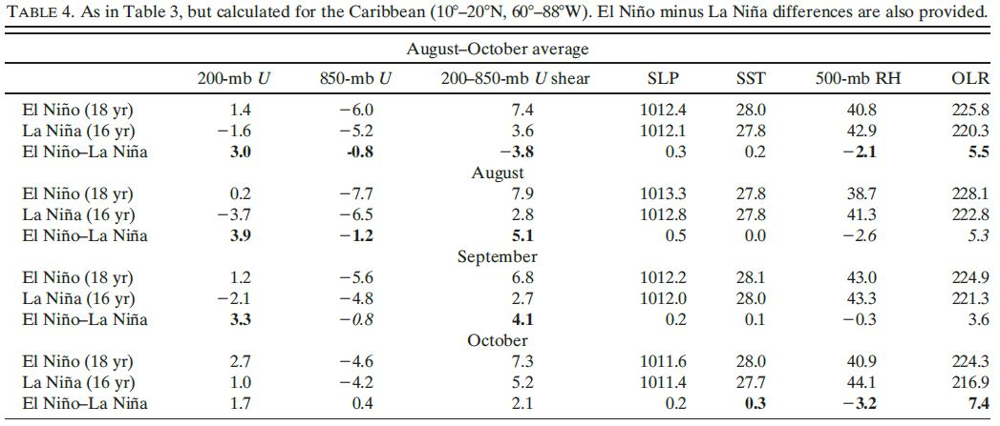 TABLE 4. As in Table 3, but calculated for the Caribbean (10°–20°N, 60°–88°W). El Niño minus La Niña differences are also provided.
August–October average
200-mb U 850-mb U 200–850-mb U shear SLP SST 500-mb RH OLR
El Niño (18 yr) 1.4 −6.0 7.4 1012.4 28.0 40.8 225.8
La Niña (16 yr) −1.6 −5.2 3.6 1012.1 27.8 42.9 220.3
El Niño–La Niña 3.0 -0.8 −3.8 0.3 0.2 −2.1 5.5
August
El Niño (18 yr) 0.2 −7.7 7.9 1013.3 27.8 38.7 228.1
La Niña (16 yr) −3.7 −6.5 2.8 1012.8 27.8 41.3 222.8
El Niño–La Niña 3.9 −1.2 5.1 0.5 0.0 −2.6 5.3
September
El Niño (18 yr) 1.2 −5.6 6.8 1012.2 28.1 43.0 224.9
La Niña (16 yr) −2.1 −4.8 2.7 1012.0 28.0 43.3 221.3
El Niño–La Niña 3.3 −0.8 4.1 0.2 0.1 −0.3 3.6
October
El Niño (18 yr) 2.7 −4.6 7.3 1011.6 28.0 40.9 224.3
La Niña (16 yr) 1.0 −4.2 5.2 1011.4 27.7 44.1 216.9
El Niño–La Niña 1.7 0.4 2.1 0.2 0.3 −3.2 7.4